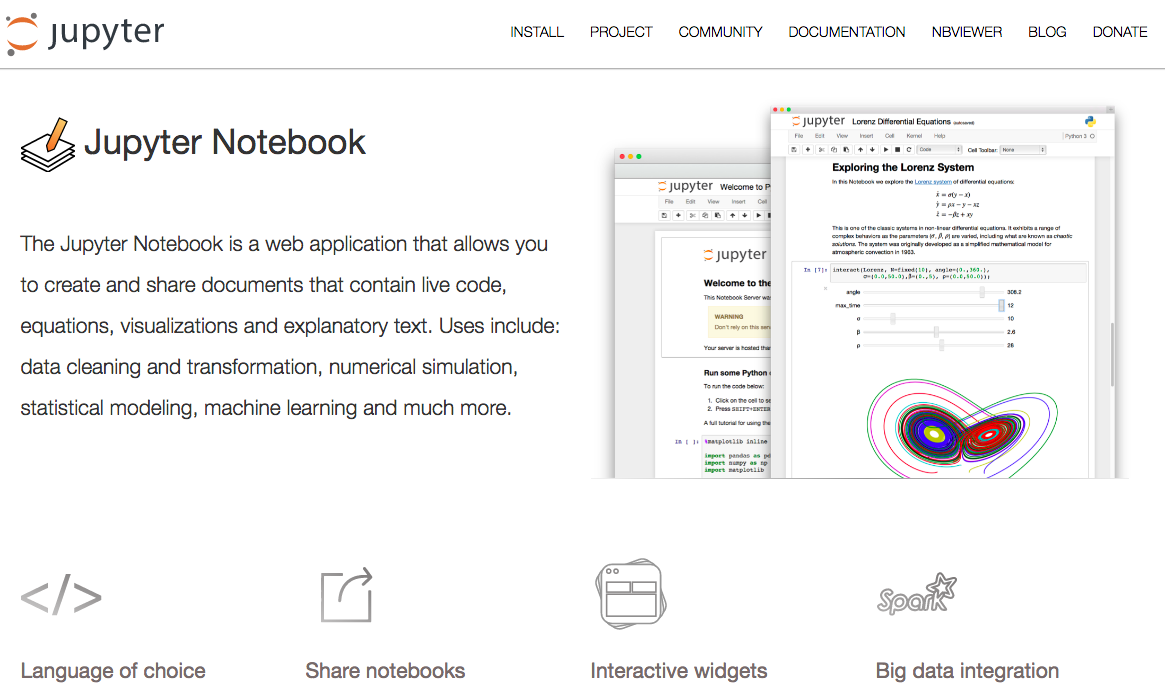 jupyter
INSTALL PROJECT COMMUNITY DOCUMENTATION NBVIEWER BLOG DONATE
Jupyter Notebook
The Jupyter Notebook is a web application that allows you
to create and share documents that contain live code,
equations, visualizations and explanatory text. Uses include:
data cleaning and transformation, numerical simulation,
statistical modeling, machine learning and much more.
jupyter Welcome to P
File Edit View Insert Cell
jupyter
Welcome to the
This Notebook Server was
WARNING
Don't rely on this serv
Your server is hosted that
Run some Python
To run the code below:
1. Click on the cell to se
2. Press SHIFT+ENTER
A full tutorial for using the
In [ ]: %matplotlib inline
import pandas as pd
import numpy as np
import matplotlib
jupyter Lorenz Differential Equations (autosaved)
File Edit View Insert Cell Kernel Help
Python 3
Code Cell Toolbar: None
Exploring the Lorenz System
In this Notebook we explore the Lorenz system of differential equations:
ẋ = σ(y − x)
ẏ = ρx − y − xz
ż = −βz + xy
This is one of the classic systems in non-linear differential equations. It exhibits a range of
complex behaviors as the parameters (σ, β, ρ) are varied, including what are known as chaotic
solutions. The system was originally developed as a simplified mathematical model for
atmospheric convection in 1963.
In [7]: interact(Lorenz, N=fixed(10), angle=(0.,360.),
σ=(0.0,50.0),β=(0.,5), ρ=(0.0,50.0));
angle 308.2
max_time 12
σ 10
β 2.6
ρ 28
</>
Spark
Language of choice
Share notebooks
Interactive widgets
Big data integration